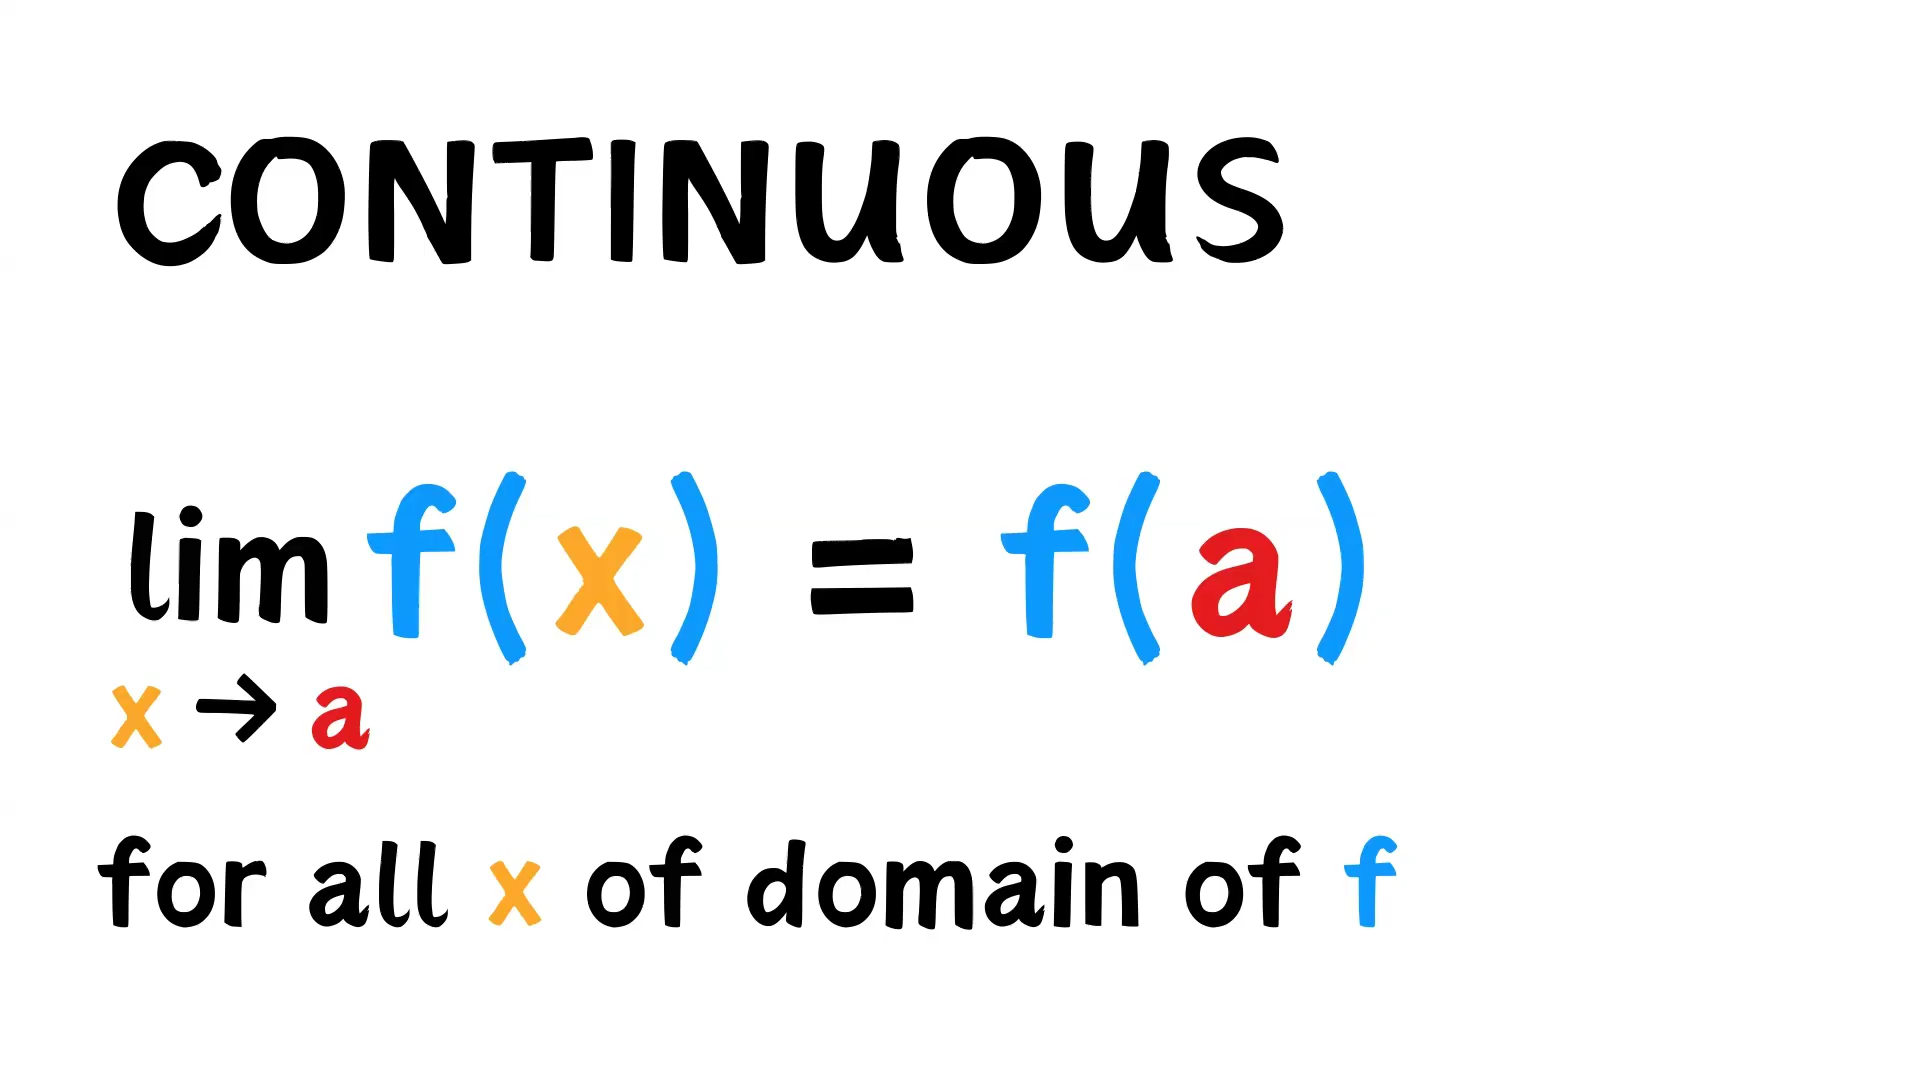 CONTINUOUS
lim f(x) = f(a)
x → a
for all x of domain of f